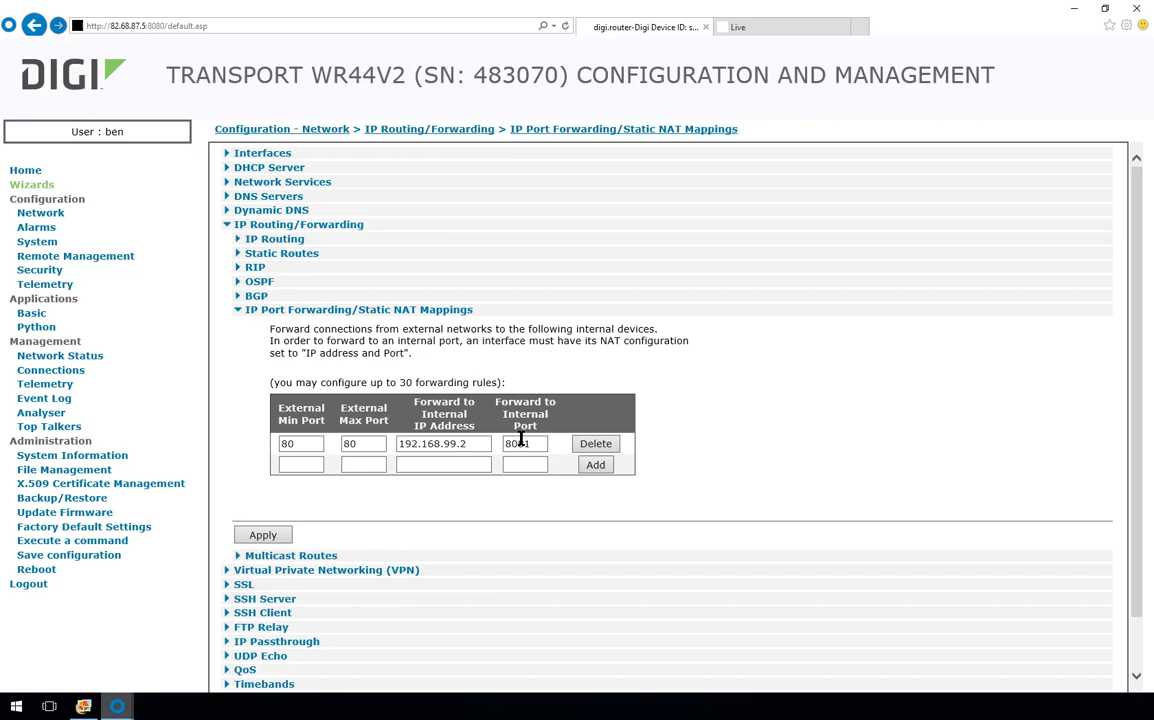 http://82.68.87.5:8080/default.asp
digi.router-Digi Device ID: s...
Live
DIGI
TRANSPORT WR44V2 (SN: 483070) CONFIGURATION AND MANAGEMENT
User : ben
Configuration - Network > IP Routing/Forwarding > IP Port Forwarding/Static NAT Mappings
Home
Wizards
Configuration
Network
Alarms
System
Remote Management
Security
Telemetry
Applications
Basic
Python
Management
Network Status
Connections
Telemetry
Event Log
Analyser
Top Talkers
Administration
System Information
File Management
X.509 Certificate Management
Backup/Restore
Update Firmware
Factory Default Settings
Execute a command
Save configuration
Reboot
Logout
Interfaces
DHCP Server
Network Services
DNS Servers
Dynamic DNS
IP Routing/Forwarding
IP Routing
Static Routes
RIP
OSPF
BGP
IP Port Forwarding/Static NAT Mappings
Forward connections from external networks to the following internal devices.
In order to forward to an internal port, an interface must have its NAT configuration
set to "IP address and Port".
(you may configure up to 30 forwarding rules):
External Min Port
External Max Port
Forward to Internal IP Address
Forward to Internal Port
80 80 192.168.99.2 Delete
Add
Apply
Multicast Routes
Virtual Private Networking (VPN)
SSL
SSH Server
SSH Client
FTP Relay
IP Passthrough
UDP Echo
QoS
Timebands